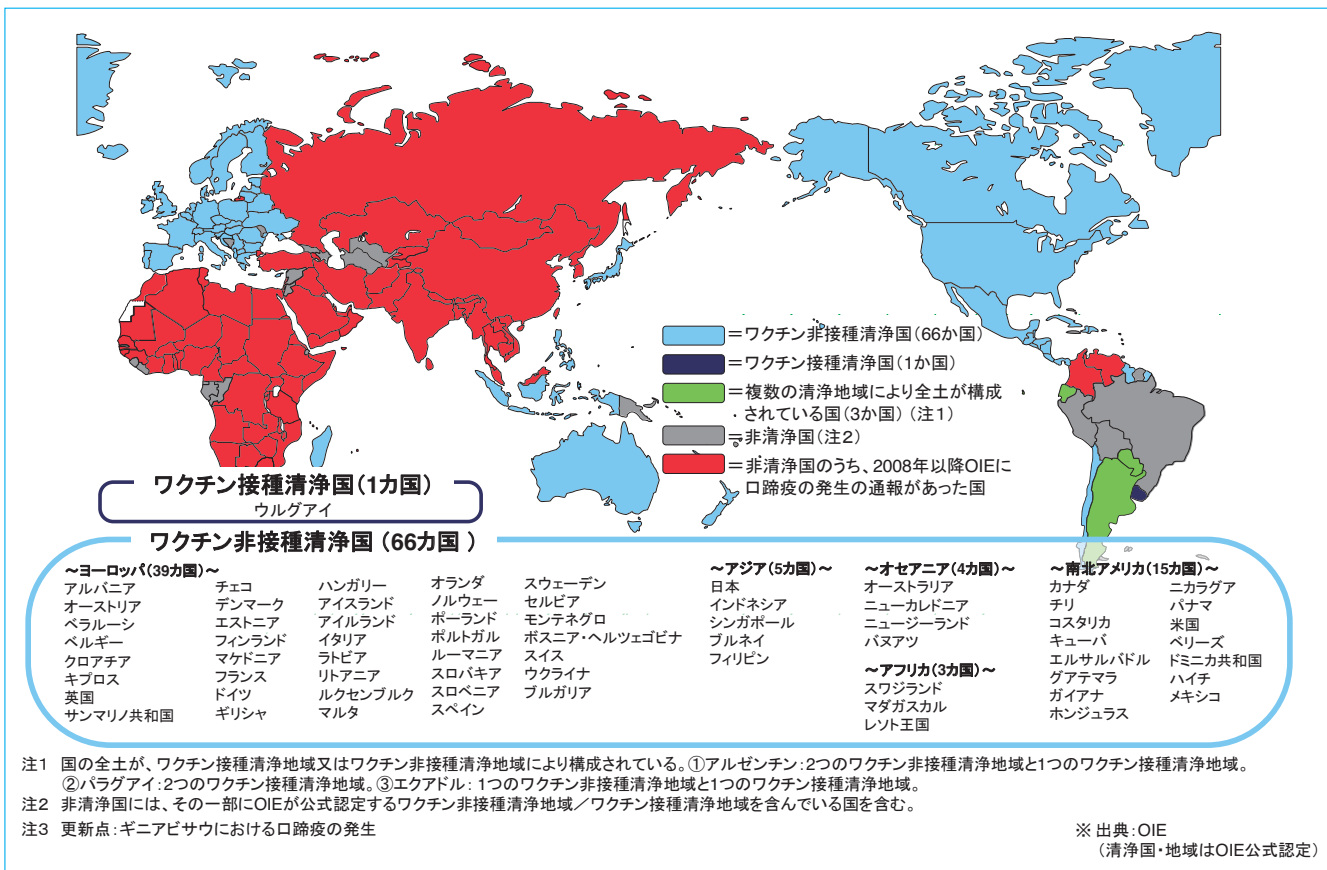 ＝ワクチン非接種清浄国(66か国)
＝ワクチン接種清浄国(1か国)
＝複数の清浄地域により全土が構成
されている国(3か国)(注1)
＝非清浄国(注2)
＝非清浄国のうち、2008年以降OIEに
口蹄疫の発生の通報があった国
ワクチン接種清浄国(1カ国)
ウルグアイ
ワクチン非接種清浄国(66カ国)
～ヨーロッパ(39カ国)～
アルバニア
オーストリア
ベラルーシ
ベルギー
クロアチア
キプロス
英国
サンマリノ共和国
チェコ
デンマーク
エストニア
フィンランド
マケドニア
フランス
ドイツ
ギリシャ
ハンガリー
アイスランド
アイルランド
イタリア
ラトビア
リトアニア
ルクセンブルク
マルタ
オランダ
ノルウェー
ポーランド
ポルトガル
ルーマニア
スロバキア
スロベニア
スペイン
スウェーデン
セルビア
モンテネグロ
ボスニア・ヘルツェゴビナ
スイス
ウクライナ
ブルガリア
～アジア(5カ国)～
日本
インドネシア
シンガポール
ブルネイ
フィリピン
～オセアニア(4カ国)～
オーストラリア
ニューカレドニア
ニュージーランド
バヌアツ
～アフリカ(3カ国)～
スワジランド
マダガスカル
レソト王国
～南北アメリカ(15カ国)～
カナダ
チリ
コスタリカ
キューバ
エルサルバドル
グアテマラ
ガイアナ
ホンジュラス
ニカラグア
パナマ
米国
ベリーズ
ドミニカ共和国
ハイチ
メキシコ
注1 国の全土が、ワクチン接種清浄地域又はワクチン非接種清浄地域により構成されている。①アルゼンチン：2つのワクチン非接種清浄地域と1つのワクチン接種清浄地域。
②パラグアイ：2つのワクチン接種清浄地域。③エクアドル：1つのワクチン非接種清浄地域と1つのワクチン接種清浄地域。
注2 非清浄国には、その一部にOIEが公式認定するワクチン非接種清浄地域／ワクチン接種清浄地域を含んでいる国を含む。
注3 更新点：ギニアビサウにおける口蹄疫の発生
※出典：OIE
(清浄国・地域はOIE公式認定)